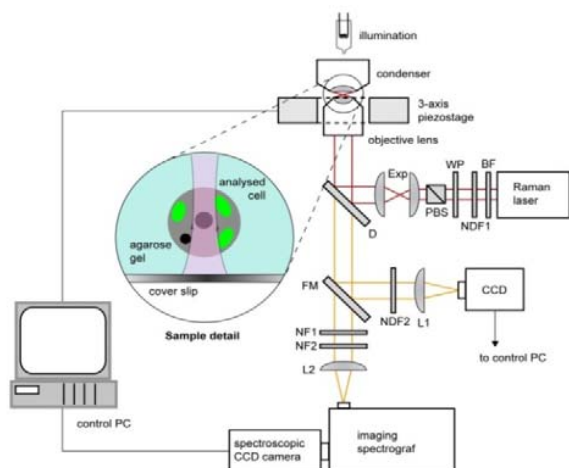 illumination
condenser
3-axis
piezostage
objective lens
WP
BF
Exp
Raman
laser
PBS
NDF1
D
analysed
cell
agarose
gel
cover slip
Sample detail
FM
NDF2
L1
CCD
to control PC
NF1
NF2
L2
control PC
spectroscopic
CCD camera
imaging
spectrograf